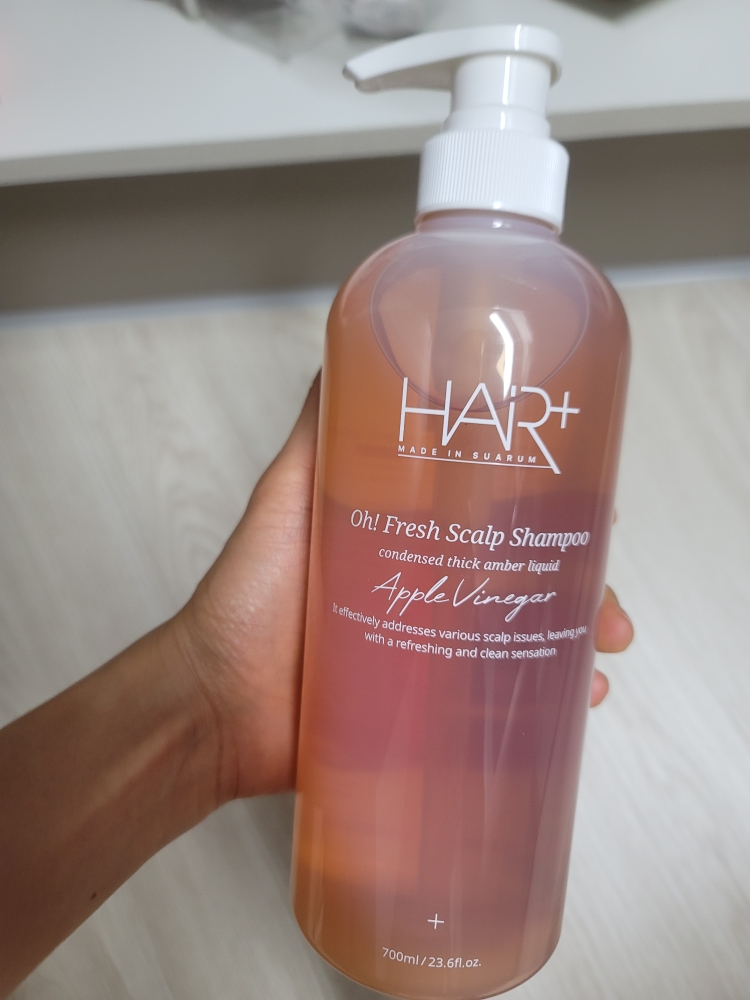 HAiR+
MADE IN SUARUM
Oh! Fresh Scalp Shampoo
condensed thick amber liquid
Apple Vinegar
It effectively addresses various scalp issues, leaving you
with a refreshing and clean sensation
+
700ml / 23.6fl.oz.